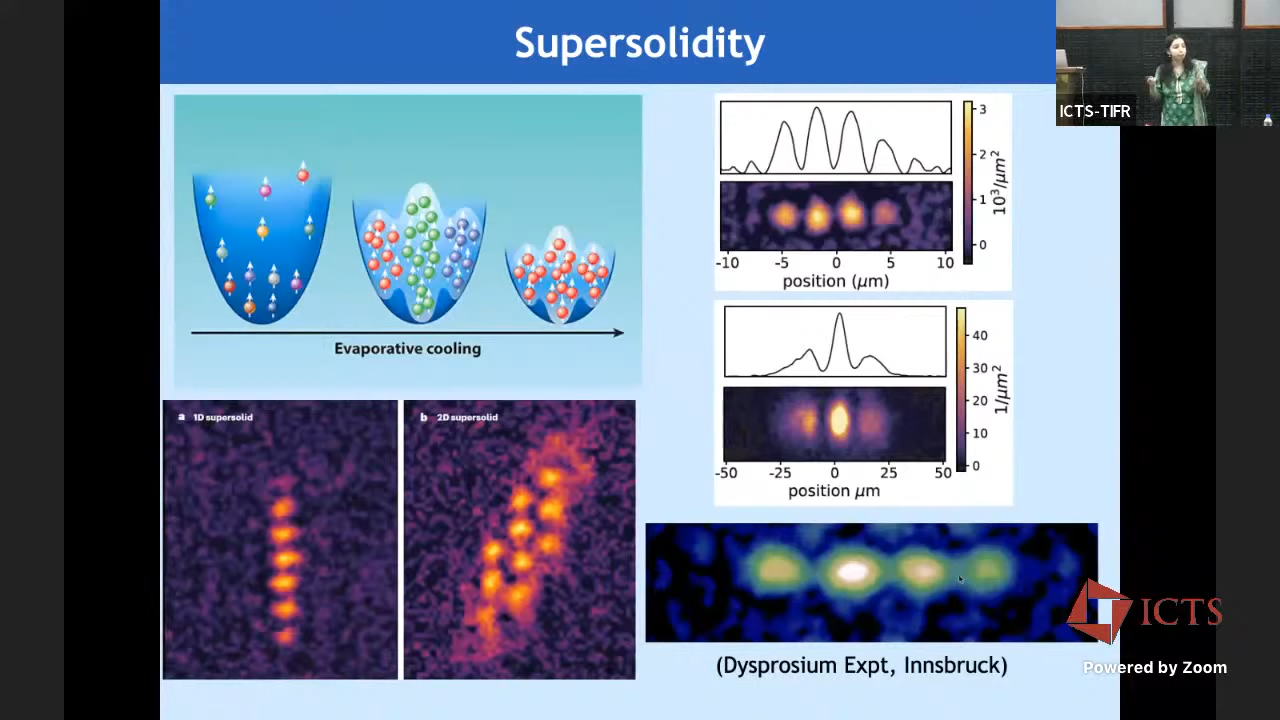 Supersolidity
ICTS-TIFR
Evaporative cooling
a 1D supersolid
b 2D supersolid
3
2
1
0
10³/μm²
-10 -5 0 5 10
position (μm)
40
30
20
10
0
1/μm²
-50 -25 0 25 50
position μm
(Dysprosium Expt, Innsbruck)
ICTS
Powered by Zoom